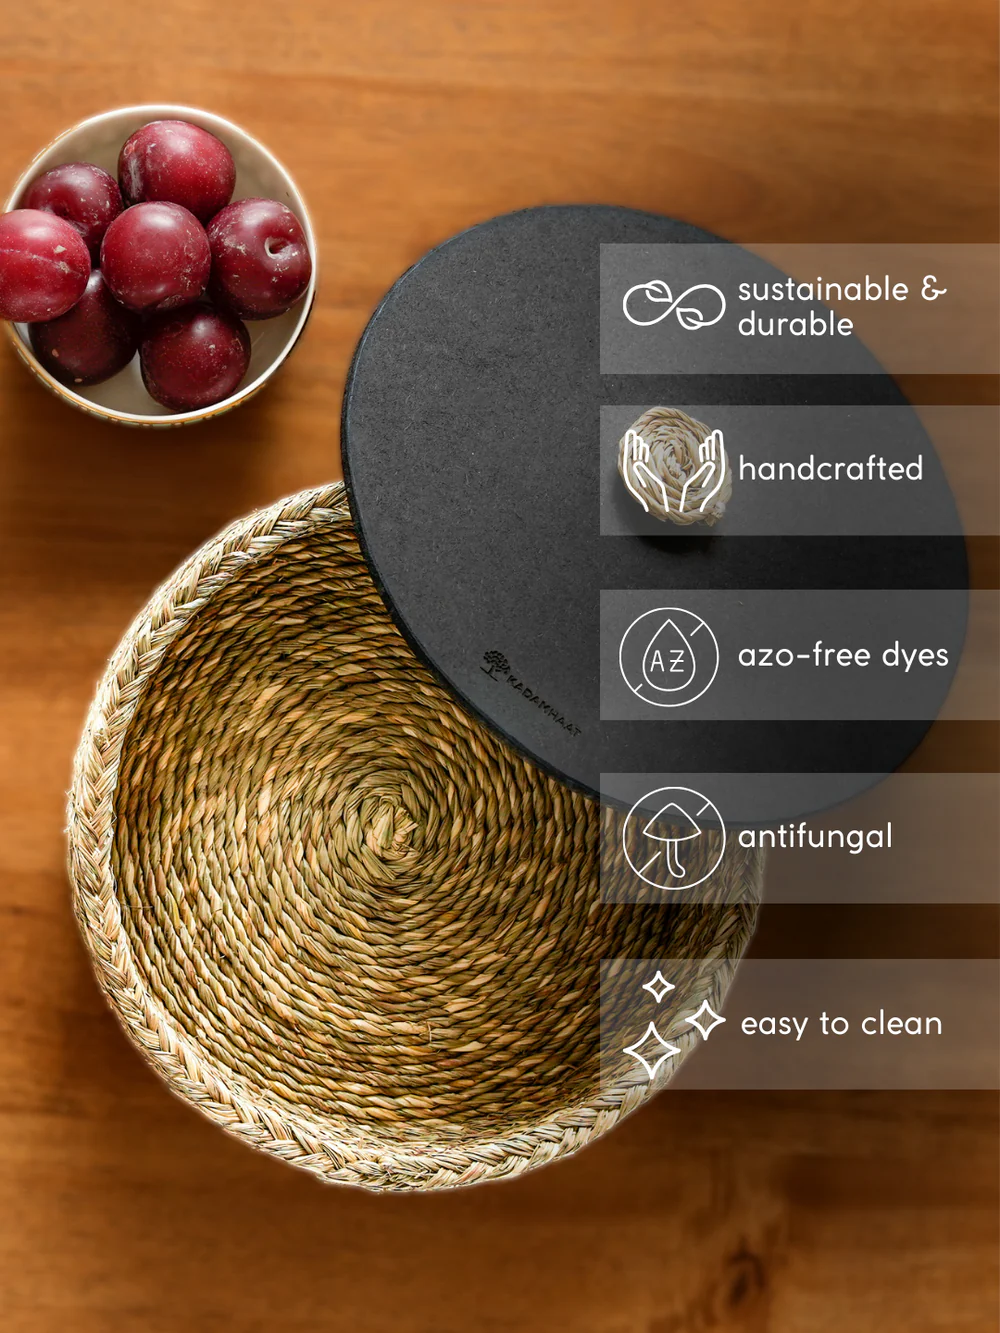 sustainable &
durable
handcrafted
AZ
azo-free dyes
KADAMHAAT
antifungal
easy to clean